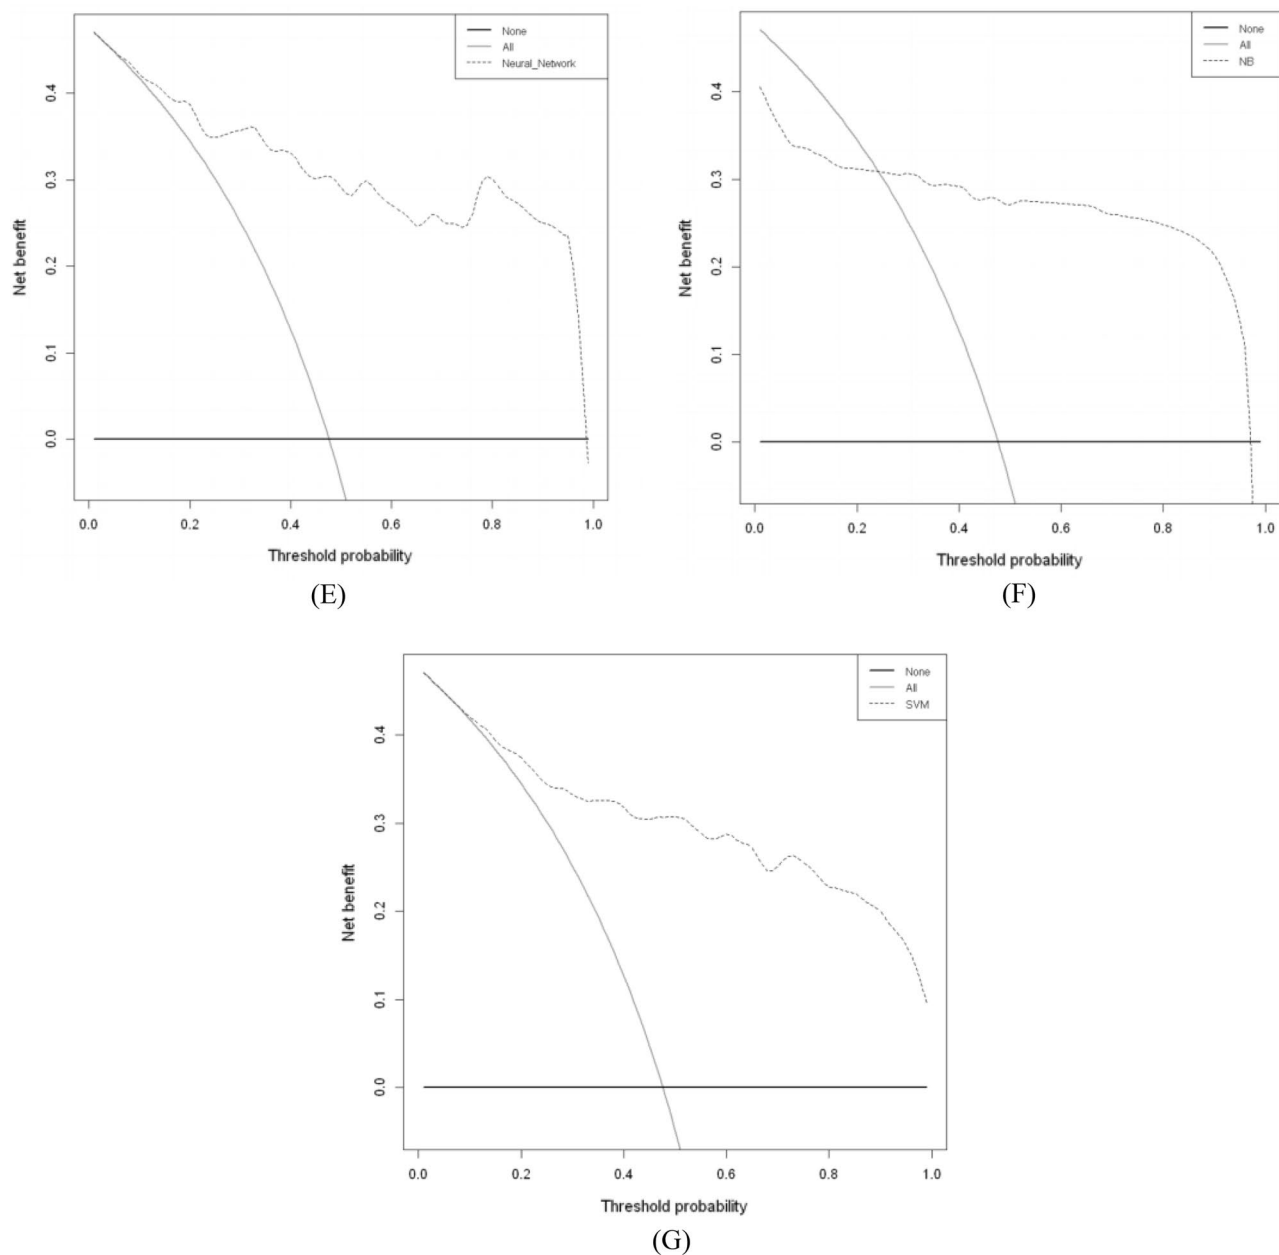 None
All
Neural_Network
Net benefit
0.4
0.3
0.2
0.1
0.0
0.0 0.2 0.4 0.6 0.8 1.0
Threshold probability
(E)
None
All
NB
Net benefit
0.4
0.3
0.2
0.1
0.0
0.0 0.2 0.4 0.6 0.8 1.0
Threshold probability
(F)
None
All
SVM
Net benefit
0.4
0.3
0.2
0.1
0.0
0.0 0.2 0.4 0.6 0.8 1.0
Threshold probability
(G)